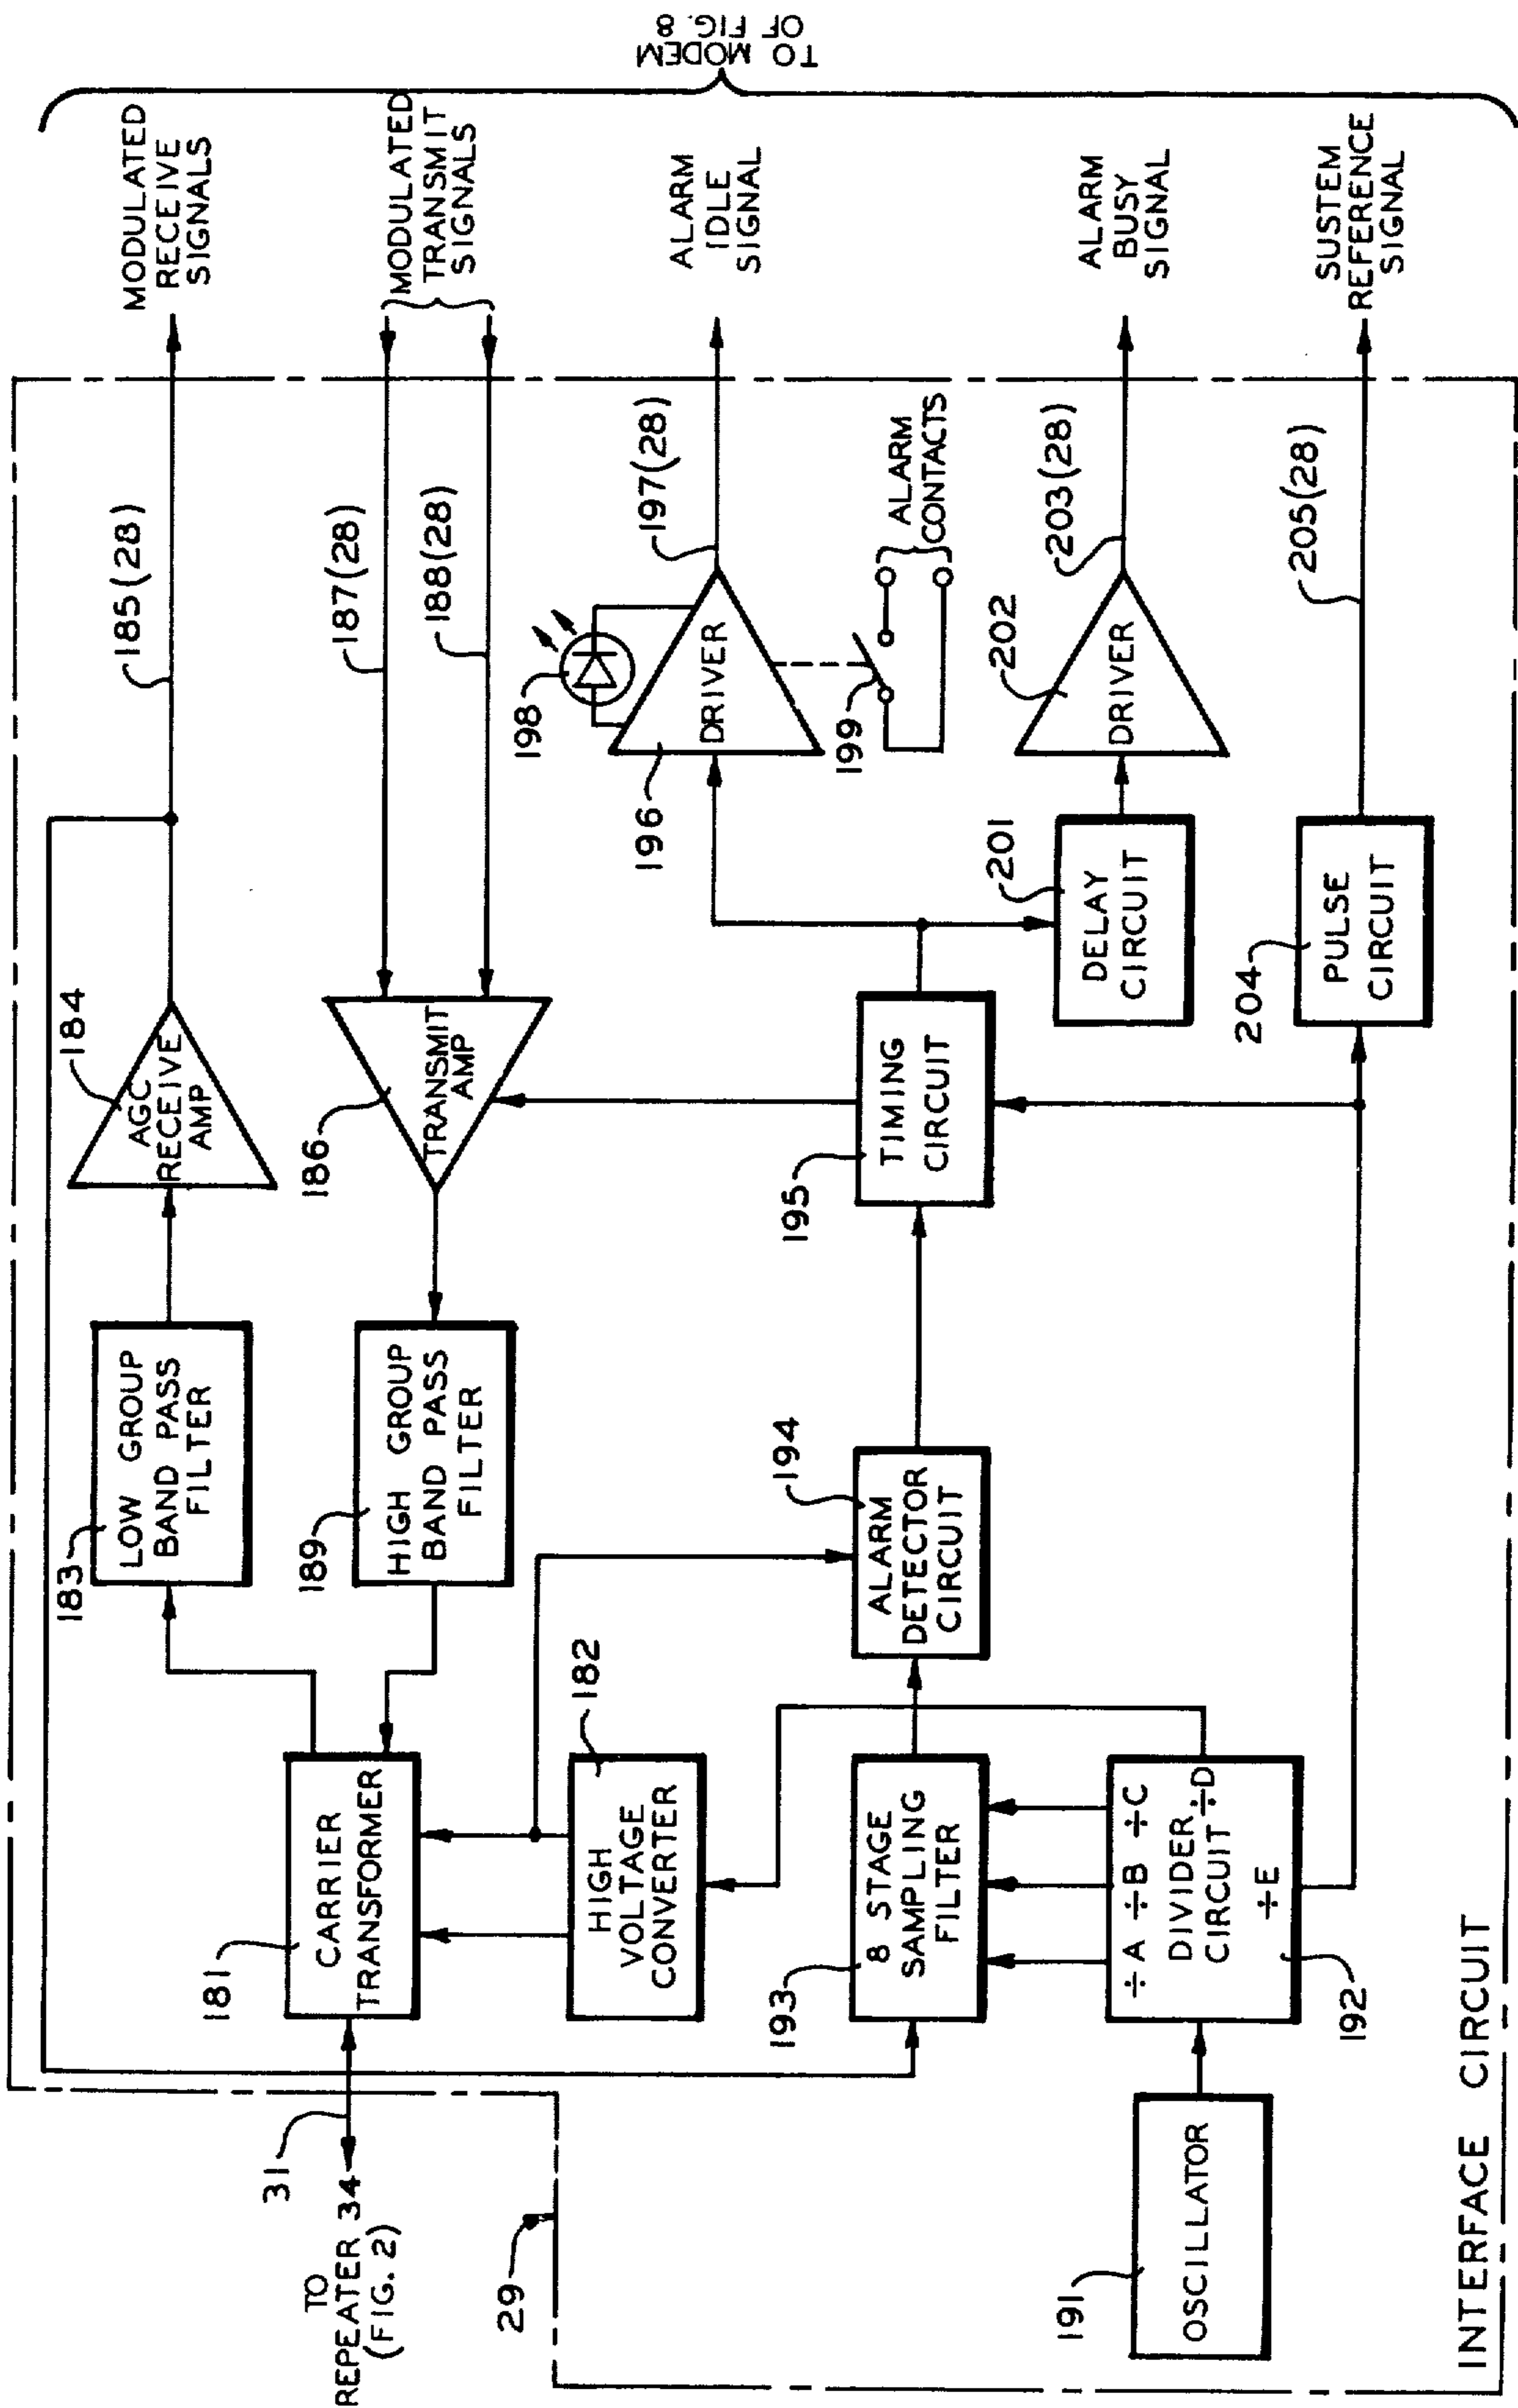 TO
REPEATER 34
(FIG. 2)
31
29
181
CARRIER
TRANSFORMER
183
LOW GROUP
BAND PASS
FILTER
184
AGC
RECEIVE
AMP
185(28)
MODULATED
RECEIVE
SIGNALS
189
HIGH GROUP
BAND PASS
FILTER
186
TRANSMIT
AMP
187(28)
188(28)
MODULATED
TRANSMIT
SIGNALS
182
HIGH
VOLTAGE
CONVERTER
198
196
DRIVER
197(28)
ALARM
IDLE
SIGNAL
199
ALARM
CONTACTS
193
8 STAGE
SAMPLING
FILTER
194
ALARM
DETECTOR
CIRCUIT
195
TIMING
CIRCUIT
201
DELAY
CIRCUIT
202
DRIVER
203(28)
ALARM
BUSY
SIGNAL
191
OSCILLATOR
192
÷A ÷B ÷C
DIVIDER
CIRCUIT ÷D
÷E
204
PULSE
CIRCUIT
205(28)
SUSTEM
REFERENCE
SIGNAL
TO MODEM
OF FIG. 8
INTERFACE CIRCUIT